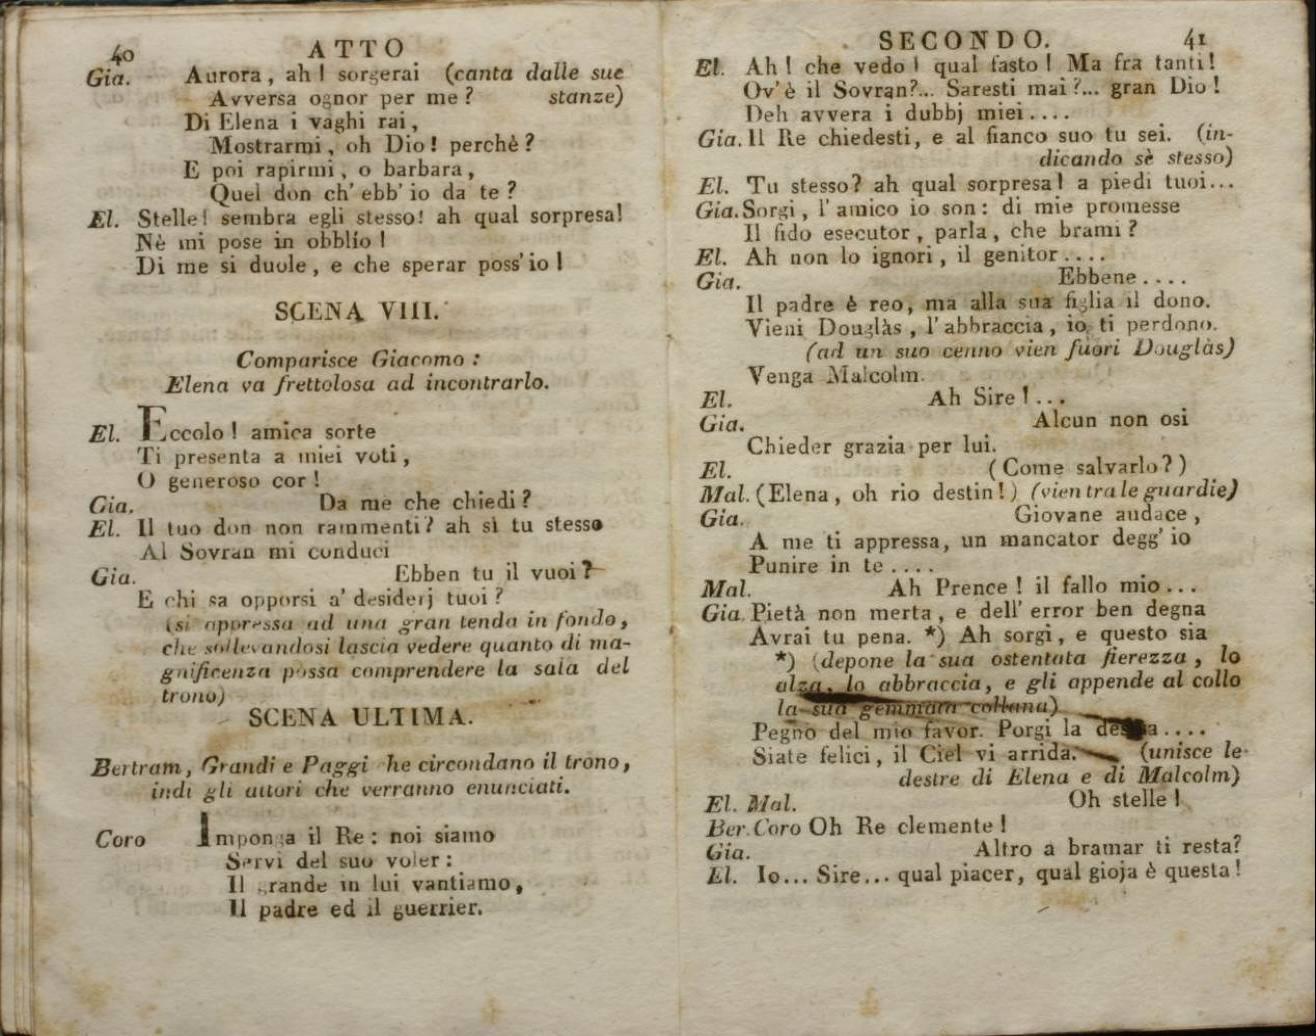 40
ATTO
Gia. Aurora, ah! sorgerai (canta dalle sue
Avversa ognor per me? stanze)
Di Elena i vaghi rai,
Mostrarmi, oh Dio! perchè?
E poi rapirmi, o barbara,
Quel don ch' ebb' io da te?
El. Stelle! sembra egli stesso! ah qual sorpresa!
Nè mi pose in obblío!
Di me si duole, e che sperar poss' io!
SCENA VIII.
Comparisce Giacomo:
Elena va frettolosa ad incontrarlo.
El. Eccolo! amica sorte
Ti presenta a miei voti,
O generoso cor!
Gia. Da me che chiedi?
El. Il tuo don non rammenti? ah sì tu stesso
Al Sovran mi conduci
Gia. Ebben tu il vuoi?
E chi sa opporsi a' desiderj tuoi?
(si appressa ad una gran tenda in fondo,
che sollevandosi lascia vedere quanto di ma-
gnificenza possa comprendere la sala del
trono)
SCENA ULTIMA.
Bertram, Grandi e Paggi che circondano il trono,
indi gli attori che verranno enunciati.
Coro Imponga il Re: noi siamo
Servi del suo voler:
Il grande in lui vantiamo,
Il padre ed il guerrier.
SECONDO. 41
El. Ah! che vedo! qual fasto! Ma fra tanti!
Ov' è il Sovran?... Saresti mai?... gran Dio!
Deh avvera i dubbj miei....
Gia. Il Re chiedesti, e al fianco suo tu sei. (in-
dicando sè stesso)
El. Tu stesso? ah qual sorpresa! a piedi tuoi...
Gia. Sorgi, l' amico io son: di mie promesse
Il fido esecutor, parla, che brami?
El. Ah non lo ignori, il genitor....
Gia. Ebbene....
Il padre è reo, ma alla sua figlia il dono.
Vieni Douglàs, l' abbraccia, io ti perdono.
(ad un suo cenno vien fuori Douglàs)
Venga Malcolm.
El. Ah Sire!...
Gia. Alcun non osi
Chieder grazia per lui.
El. (Come salvarlo?)
Mal. (Elena, oh rio destin!) (vien tra le guardie)
Gia. Giovane audace,
A me ti appressa, un mancator degg' io
Punire in te....
Mal. Ah Prence! il fallo mio...
Gia. Pietà non merta, e dell' error ben degna
Avrai tu pena. *) Ah sorgi, e questo sia
*) (depone la sua ostentata fierezza, lo
alza, lo abbraccia, e gli appende al collo
la sua gemmata collana)
Pegno del mio favor. Porgi la destra....
Siate felici, il Ciel vi arrida. (unisce le
destre di Elena e di Malcolm)
El. Mal. Oh stelle!
Ber. Coro Oh Re clemente!
Gia. Altro a bramar ti resta?
El. Io... Sire... qual piacer, qual gioja è questa!